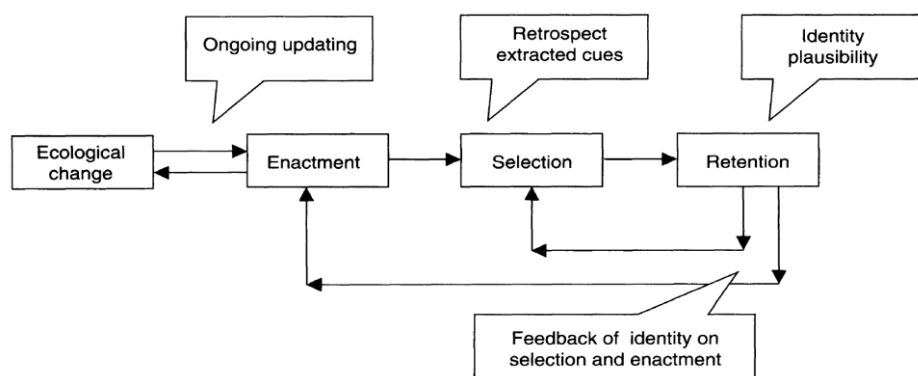 Ongoing updating
Retrospect
extracted cues
Identity
plausibility
Ecological
change
Enactment
Selection
Retention
Feedback of identity on
selection and enactment